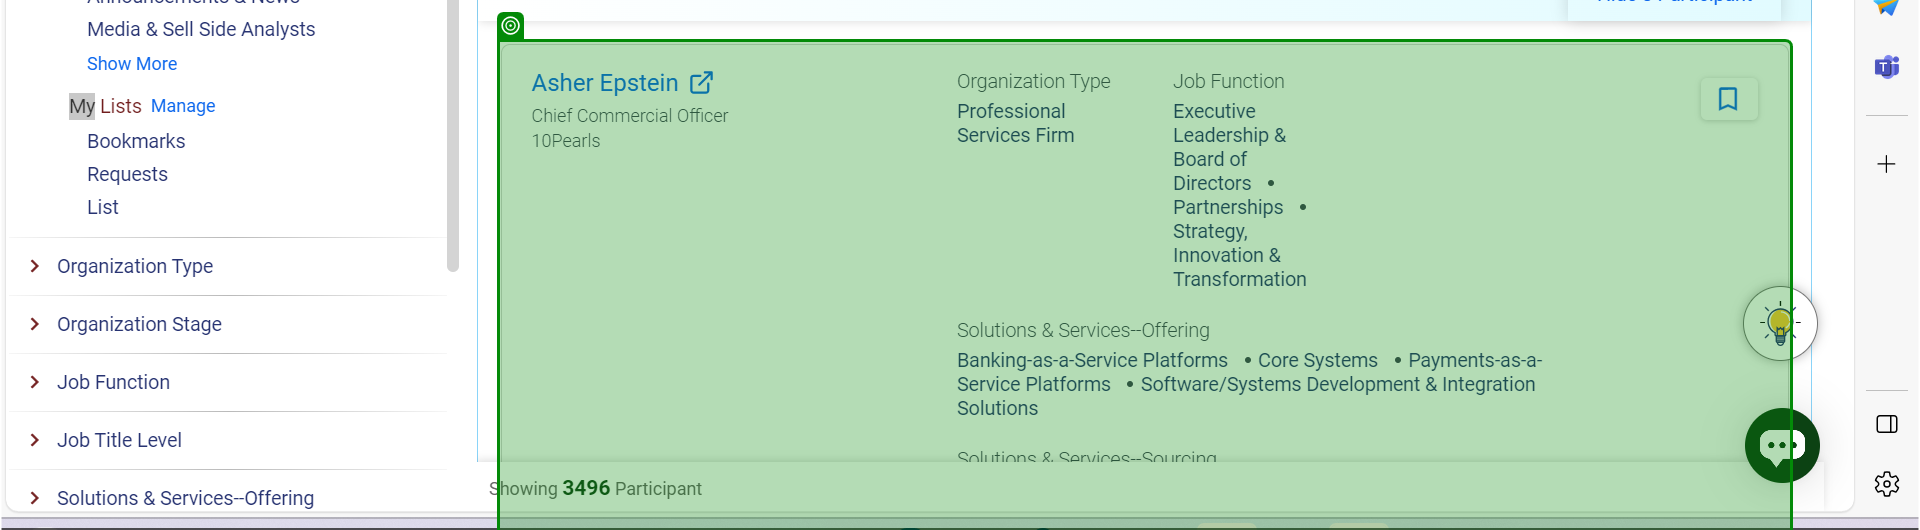 Announcements & News
Media & Sell Side Analysts
Show More
My Lists Manage
Bookmarks
Requests
List
Organization Type
Organization Stage
Job Function
Job Title Level
Solutions & Services--Offering
Participant
Asher Epstein
Chief Commercial Officer
10Pearls
Organization Type
Professional
Services Firm
Job Function
Executive
Leadership &
Board of
Directors •
Partnerships •
Strategy,
Innovation &
Transformation
Solutions & Services--Offering
Banking-as-a-Service Platforms • Core Systems • Payments-as-a-
Service Platforms • Software/Systems Development & Integration
Solutions
Solutions & Services--Sourcing
Showing 3496 Participant